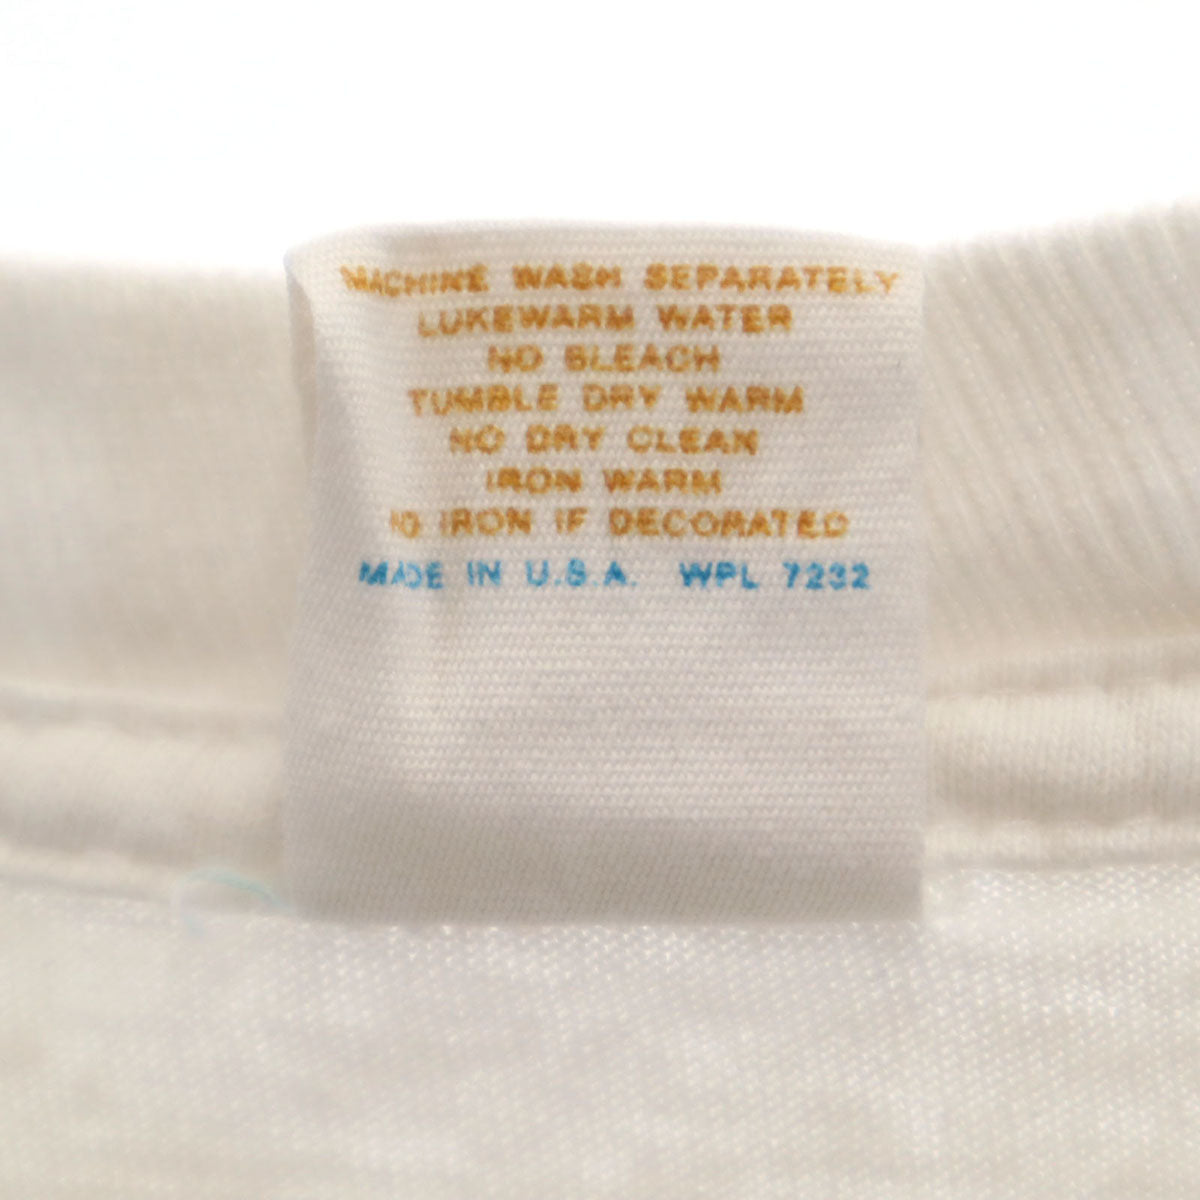 MACHINE WASH SEPARATELY
LUKEWARM WATER
NO BLEACH
TUMBLE DRY WARM
NO DRY CLEAN
IRON WARM
IRON IF DECORATED
MADE IN U.S.A. WPL 7232